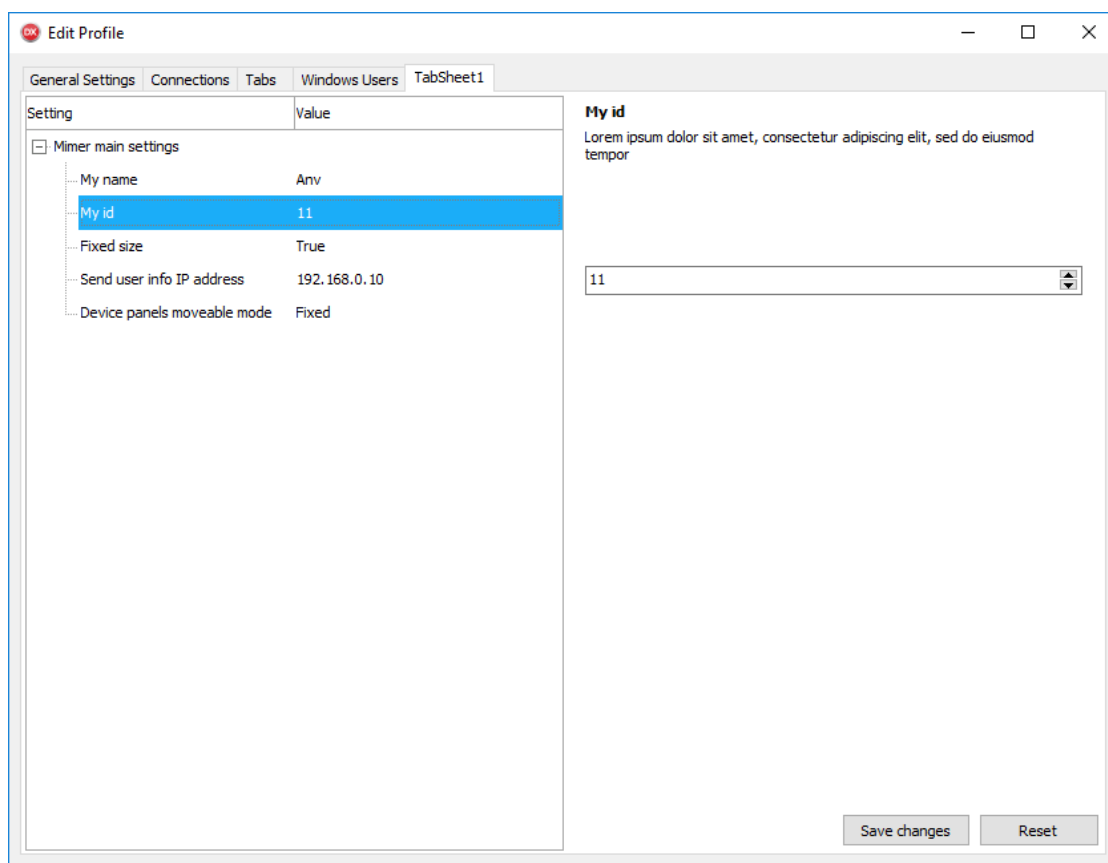 DX Edit Profile
General Settings Connections Tabs Windows Users TabSheet1
Setting Value
Mimer main settings
My name Anv
My id 11
Fixed size True
Send user info IP address 192.168.0.10
Device panels moveable mode Fixed
My id
Lorem ipsum dolor sit amet, consectetur adipiscing elit, sed do eiusmod
tempor
11
Save changes Reset